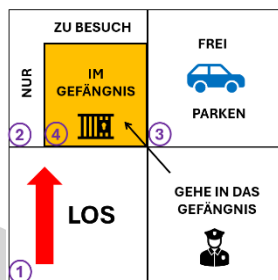 ZU BESUCH
NUR
IM
GEFÄNGNIS
2
4
3
FREI
PARKEN
1
LOS
GEHE IN DAS
GEFÄNGNIS